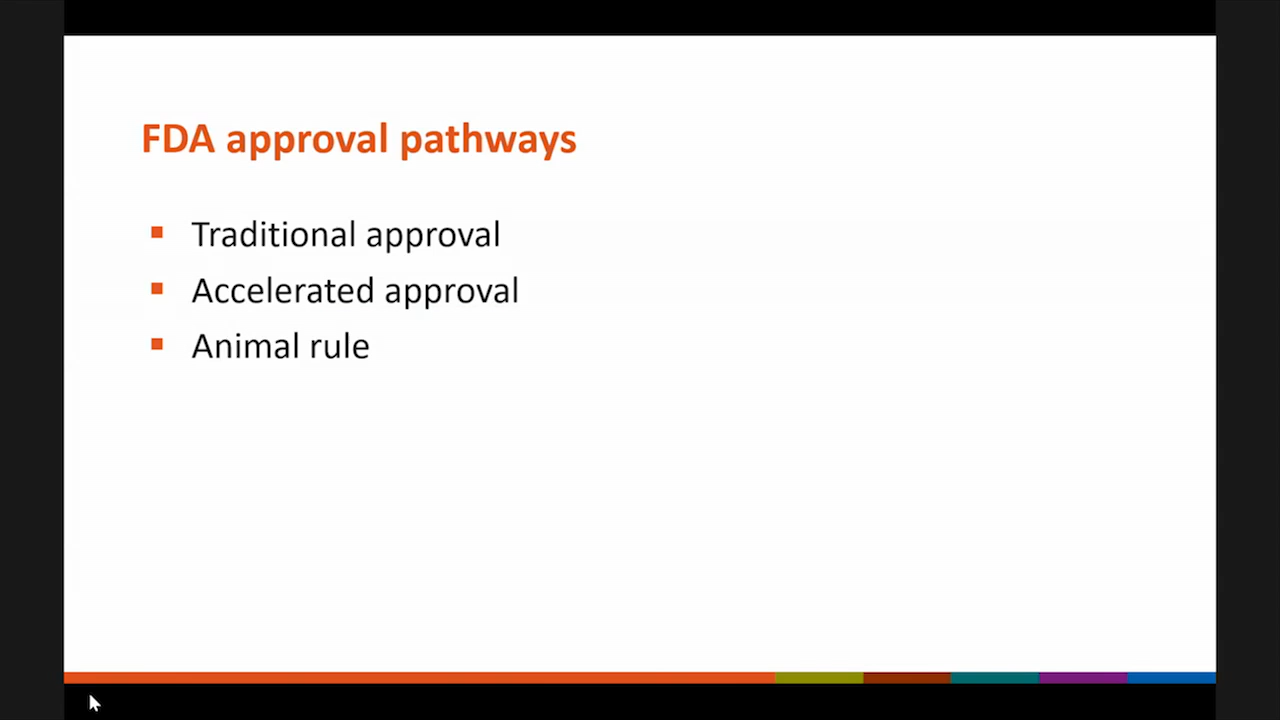 FDA approval pathways
Traditional approval
Accelerated approval
Animal rule